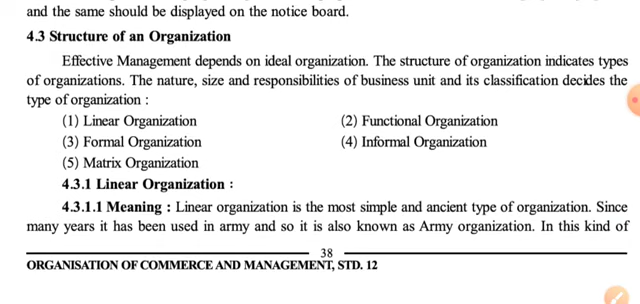 and the same should be displayed on the notice board.
4.3 Structure of an Organization
Effective Management depends on ideal organization. The structure of organization indicates types
of organizations. The nature, size and responsibilities of business unit and its classification decides the
type of organization :
(1) Linear Organization (2) Functional Organization
(3) Formal Organization (4) Informal Organization
(5) Matrix Organization
4.3.1 Linear Organization :
4.3.1.1 Meaning : Linear organization is the most simple and ancient type of organization. Since
many years it has been used in army and so it is also known as Army organization. In this kind of
38
ORGANISATION OF COMMERCE AND MANAGEMENT, STD. 12